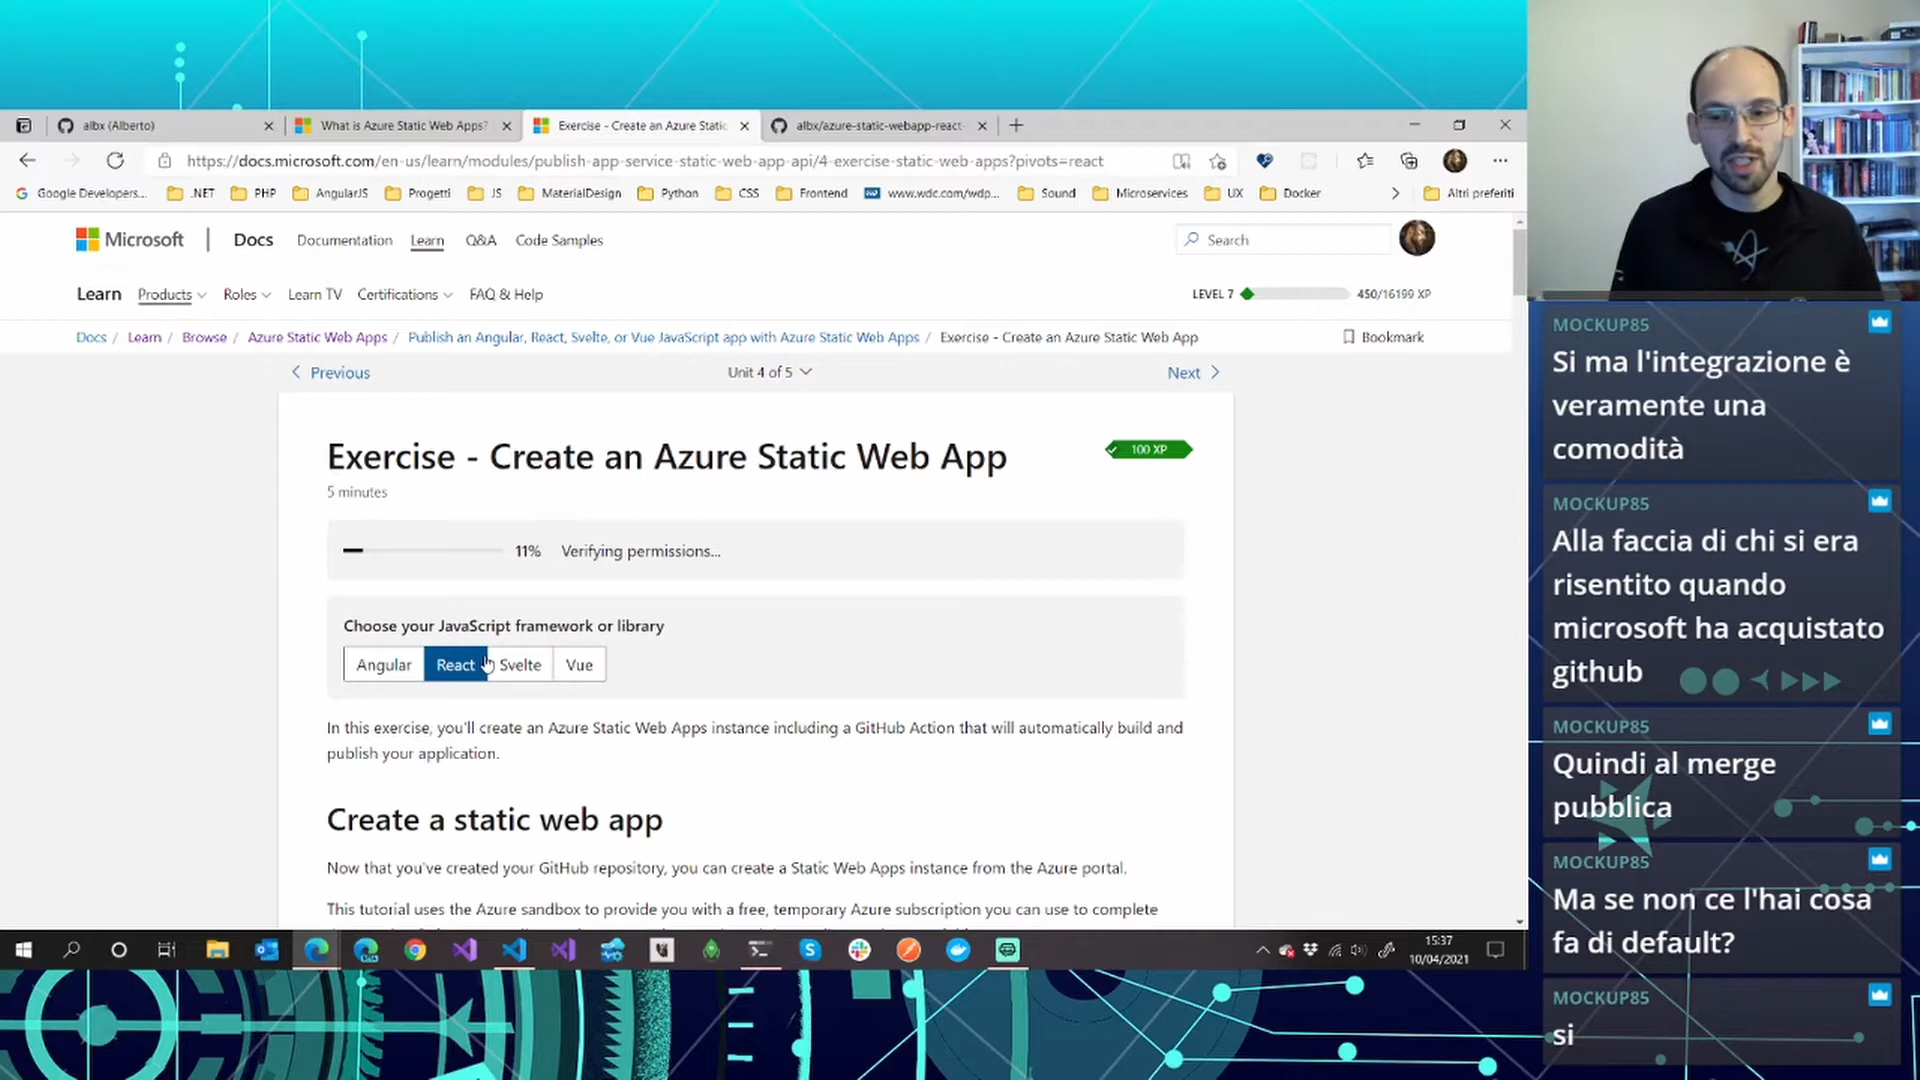 albx (Alberto)
What is Azure Static Web Apps?
Exercise - Create an Azure Static
albx/azure-static-webapp-react-
https://docs.microsoft.com/en-us/learn/modules/publish-app-service-static-web-app-api/4-exercise-static-web-apps?pivots=react
Google Developers...
.NET
PHP
AngularJS
Progetti
JS
MaterialDesign
Python
CSS
Frontend
www.wdc.com/wdp...
Sound
Microservices
UX
Docker
Altri preferiti
Microsoft
Docs
Documentation
Learn
Q&A
Code Samples
Search
Learn
Products
Roles
Learn TV
Certifications
FAQ & Help
LEVEL 7
450/16199 XP
Docs / Learn / Browse / Azure Static Web Apps / Publish an Angular, React, Svelte, or Vue JavaScript app with Azure Static Web Apps / Exercise - Create an Azure Static Web App
Bookmark
Previous
Unit 4 of 5
Next
Exercise - Create an Azure Static Web App
100 XP
5 minutes
11% Verifying permissions...
Choose your JavaScript framework or library
Angular
React
Svelte
Vue
In this exercise, you'll create an Azure Static Web Apps instance including a GitHub Action that will automatically build and
publish your application.
Create a static web app
Now that you've created your GitHub repository, you can create a Static Web Apps instance from the Azure portal.
This tutorial uses the Azure sandbox to provide you with a free, temporary Azure subscription you can use to complete
15:37
10/04/2021
MOCKUP85
Si ma l'integrazione è
veramente una
comodità
MOCKUP85
Alla faccia di chi si era
risentito quando
microsoft ha acquistato
github
MOCKUP85
Quindi al merge
pubblica
MOCKUP85
Ma se non ce l'hai cosa
fa di default?
MOCKUP85
si